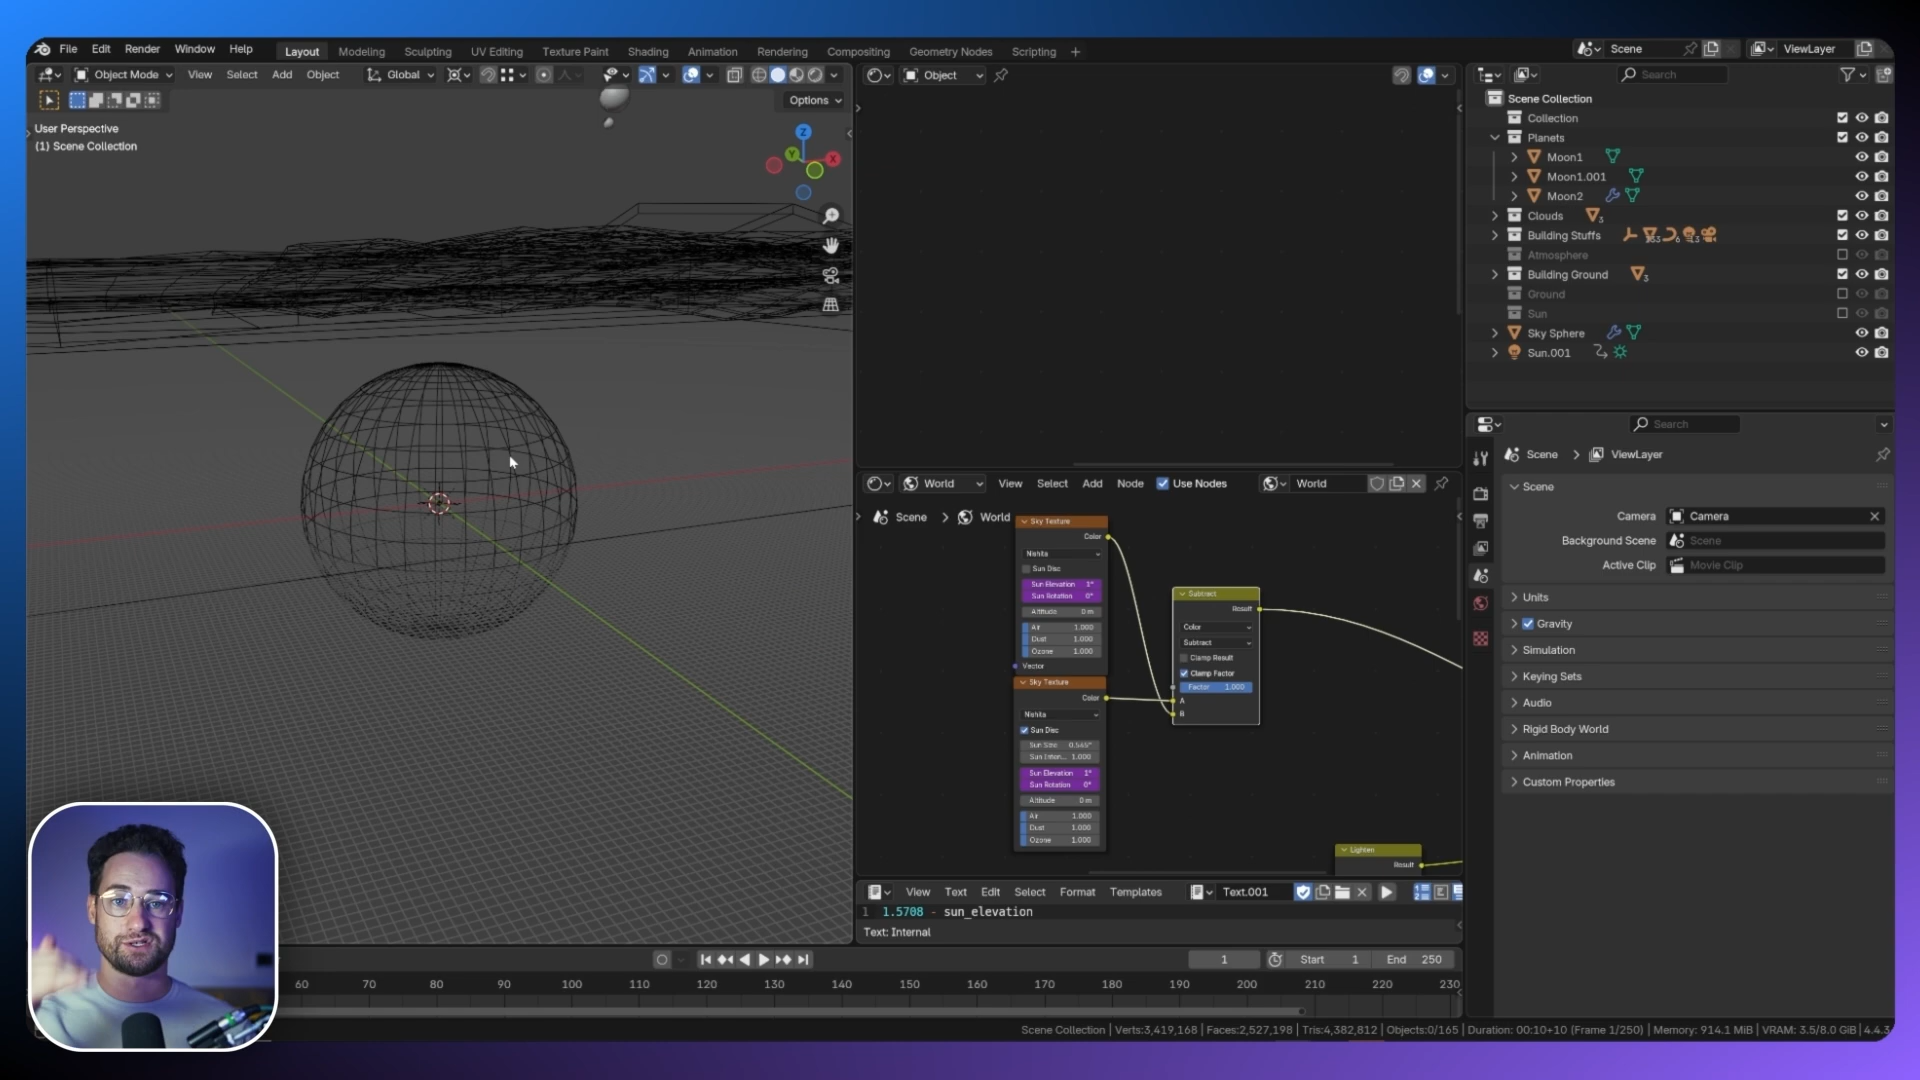 File Edit Render Window Help
Layout Modeling Sculpting UV Editing Texture Paint Shading Animation Rendering Compositing Geometry Nodes Scripting +
Scene ViewLayer
Object Mode View Select Add Object Global
Options
User Perspective
(1) Scene Collection
Z
Y
X
Object
Search
Scene Collection
Collection
Planets
Moon1
Moon1.001
Moon2
Clouds 3
Building Stuffs
Atmosphere
Building Ground 3
Ground
Sun
Sky Sphere
Sun.001
World View Select Add Node Use Nodes World
Scene > World
Sky Texture
Color
Nishita
Sun Disc
Sun Elevation 1°
Sun Rotation 0°
Altitude 0 m
Air 1.000
Dust 1.000
Ozone 1.000
Vector
Sky Texture
Color
Nishita
Sun Disc
Sun Size 0.545°
Sun Inten... 1.000
Sun Elevation 1°
Sun Rotation 0°
Altitude 0 m
Air 1.000
Dust 1.000
Ozone 1.000
Subtract
Result
Color
Subtract
Clamp Result
Clamp Factor
Factor 1.000
A
B
Lighten
Result
View Text Edit Select Format Templates Text.001
1 1.5708 - sun_elevation
Text: Internal
Search
Scene > ViewLayer
Scene
Camera Camera
Background Scene Scene
Active Clip Movie Clip
Units
Gravity
Simulation
Keying Sets
Audio
Rigid Body World
Animation
Custom Properties
1 Start 1 End 250
60 70 80 90 100 110 120 130 140 150 160 170 180 190 200 210 220 230
Scene Collection | Verts:3,419,168 | Faces:2,527,198 | Tris:4,382,812 | Objects:0/165 | Duration: 00:10+10 (Frame 1/250) | Memory: 914.1 MiB | VRAM: 3.5/8.0 GiB | 4.4.3